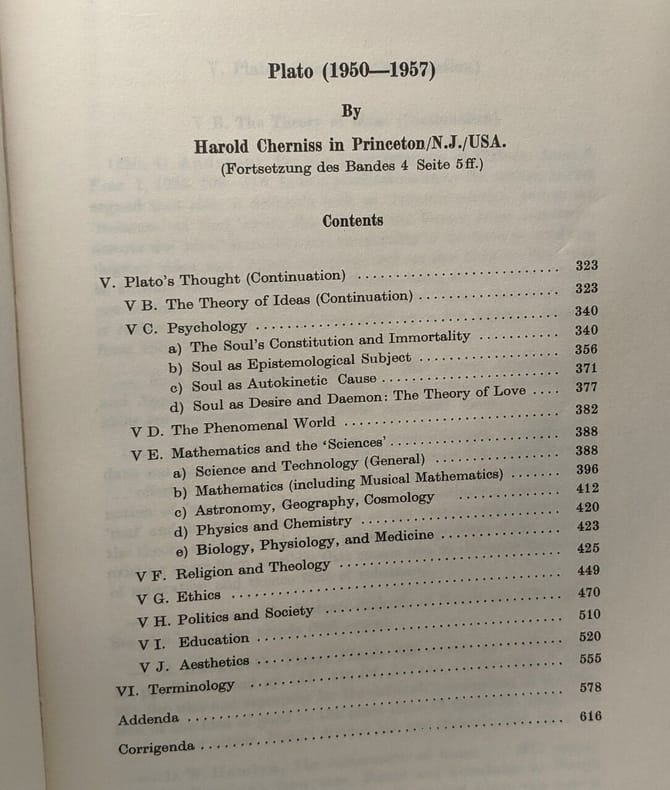 Plato (1950—1957)
By
Harold Cherniss in Princeton/N.J./USA.
(Fortsetzung des Bandes 4 Seite 5ff.)
Contents
V. Plato's Thought (Continuation) ........................ 323
V B. The Theory of Ideas (Continuation) ................. 323
V C. Psychology .................................... 340
a) The Soul's Constitution and Immortality ........... 340
b) Soul as Epistemological Subject ................ 356
c) Soul as Autokinetic Cause ..................... 371
d) Soul as Desire and Daemon: The Theory of Love .... 377
V D. The Phenomenal World ......................... 382
V E. Mathematics and the 'Sciences' ..................... 388
a) Science and Technology (General) ............... 388
b) Mathematics (including Musical Mathematics) ....... 396
c) Astronomy, Geography, Cosmology ............. 412
d) Physics and Chemistry ........................ 420
e) Biology, Physiology, and Medicine ............... 423
V F. Religion and Theology .......................... 425
V G. Ethics ........................................ 449
V H. Politics and Society ............................. 470
V I. Education ..................................... 510
V J. Aesthetics ..................................... 520
VI. Terminology ...................................... 555
Addenda ............................................. 578
Corrigenda ........................................... 616